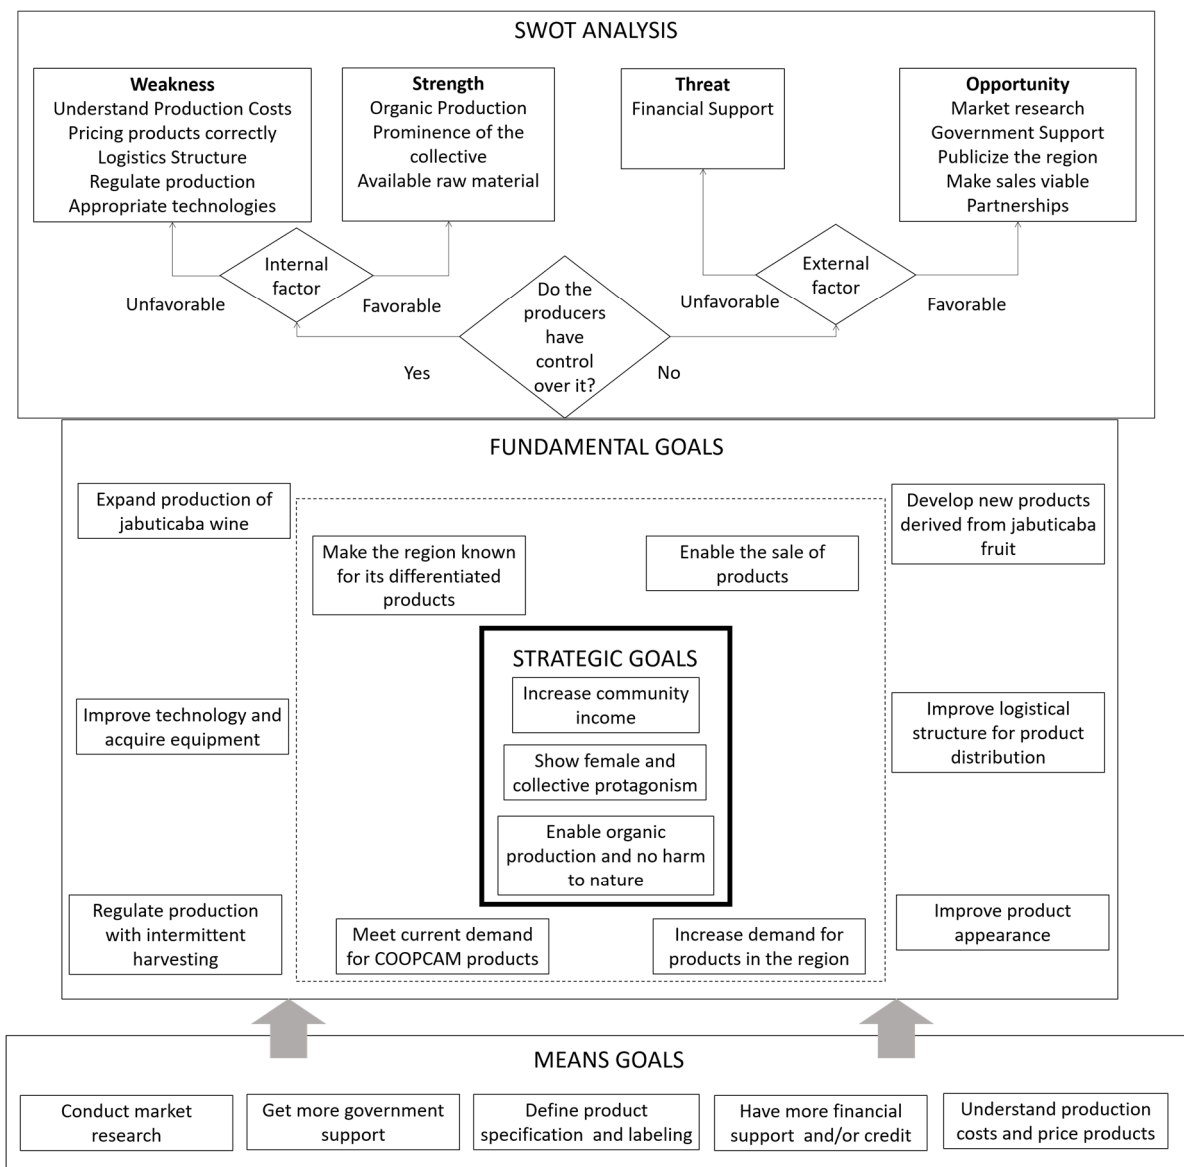 SWOT ANALYSIS
Weakness
Understand Production Costs
Pricing products correctly
Logistics Structure
Regulate production
Appropriate technologies
Strength
Organic Production
Prominence of the
collective
Available raw material
Threat
Financial Support
Opportunity
Market research
Government Support
Publicize the region
Make sales viable
Partnerships
Internal
factor
Unfavorable
Favorable
External
factor
Unfavorable
Favorable
Do the
producers
have
control
over it?
Yes
No
FUNDAMENTAL GOALS
Expand production of
jabuticaba wine
Develop new products
derived from jabuticaba
fruit
Make the region known
for its differentiated
products
Enable the sale of
products
STRATEGIC GOALS
Increase community
income
Show female and
collective protagonism
Enable organic
production and no harm
to nature
Improve technology and
acquire equipment
Improve logistical
structure for product
distribution
Regulate production
with intermittent
harvesting
Meet current demand
for COOPCAM products
Increase demand for
products in the region
Improve product
appearance
MEANS GOALS
Conduct market
research
Get more government
support
Define product
specification and labeling
Have more financial
support and/or credit
Understand production
costs and price products